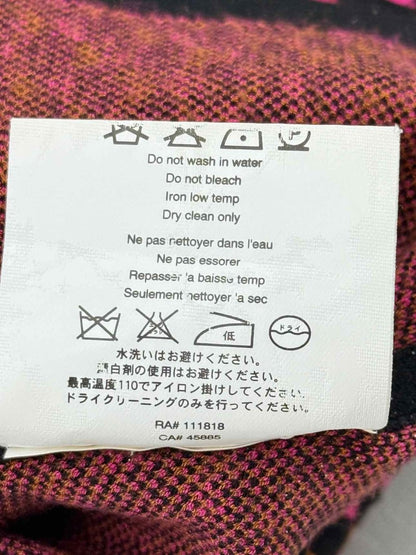 P
Do not wash in water
Do not bleach
Iron low temp
Dry clean only
Ne pas nettoyer dans l'eau
Ne pas essorer
Repasser 'a baisse temp
Seulement nettoyer 'a sec
低 ドライ
水洗いはお避けください。
漂白剤の使用はお避けください。
最高温度110でアイロン掛けしてください。
ドライクリーニングのみを行ってください。
RA# 111818
CA# 45885